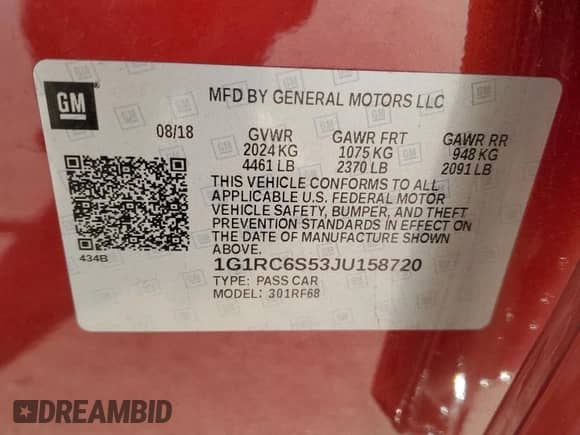 GM
MFD BY GENERAL MOTORS LLC
08/18 GVWR GAWR FRT GAWR RR
2024 KG 1075 KG 948 KG
4461 LB 2370 LB 2091 LB
THIS VEHICLE CONFORMS TO ALL
APPLICABLE U.S. FEDERAL MOTOR
VEHICLE SAFETY, BUMPER, AND THEFT
PREVENTION STANDARDS IN EFFECT ON
THE DATE OF MANUFACTURE SHOWN
ABOVE.
434B
1G1RC6S53JU158720
TYPE: PASS CAR
MODEL: 301RF68
DREAMBID